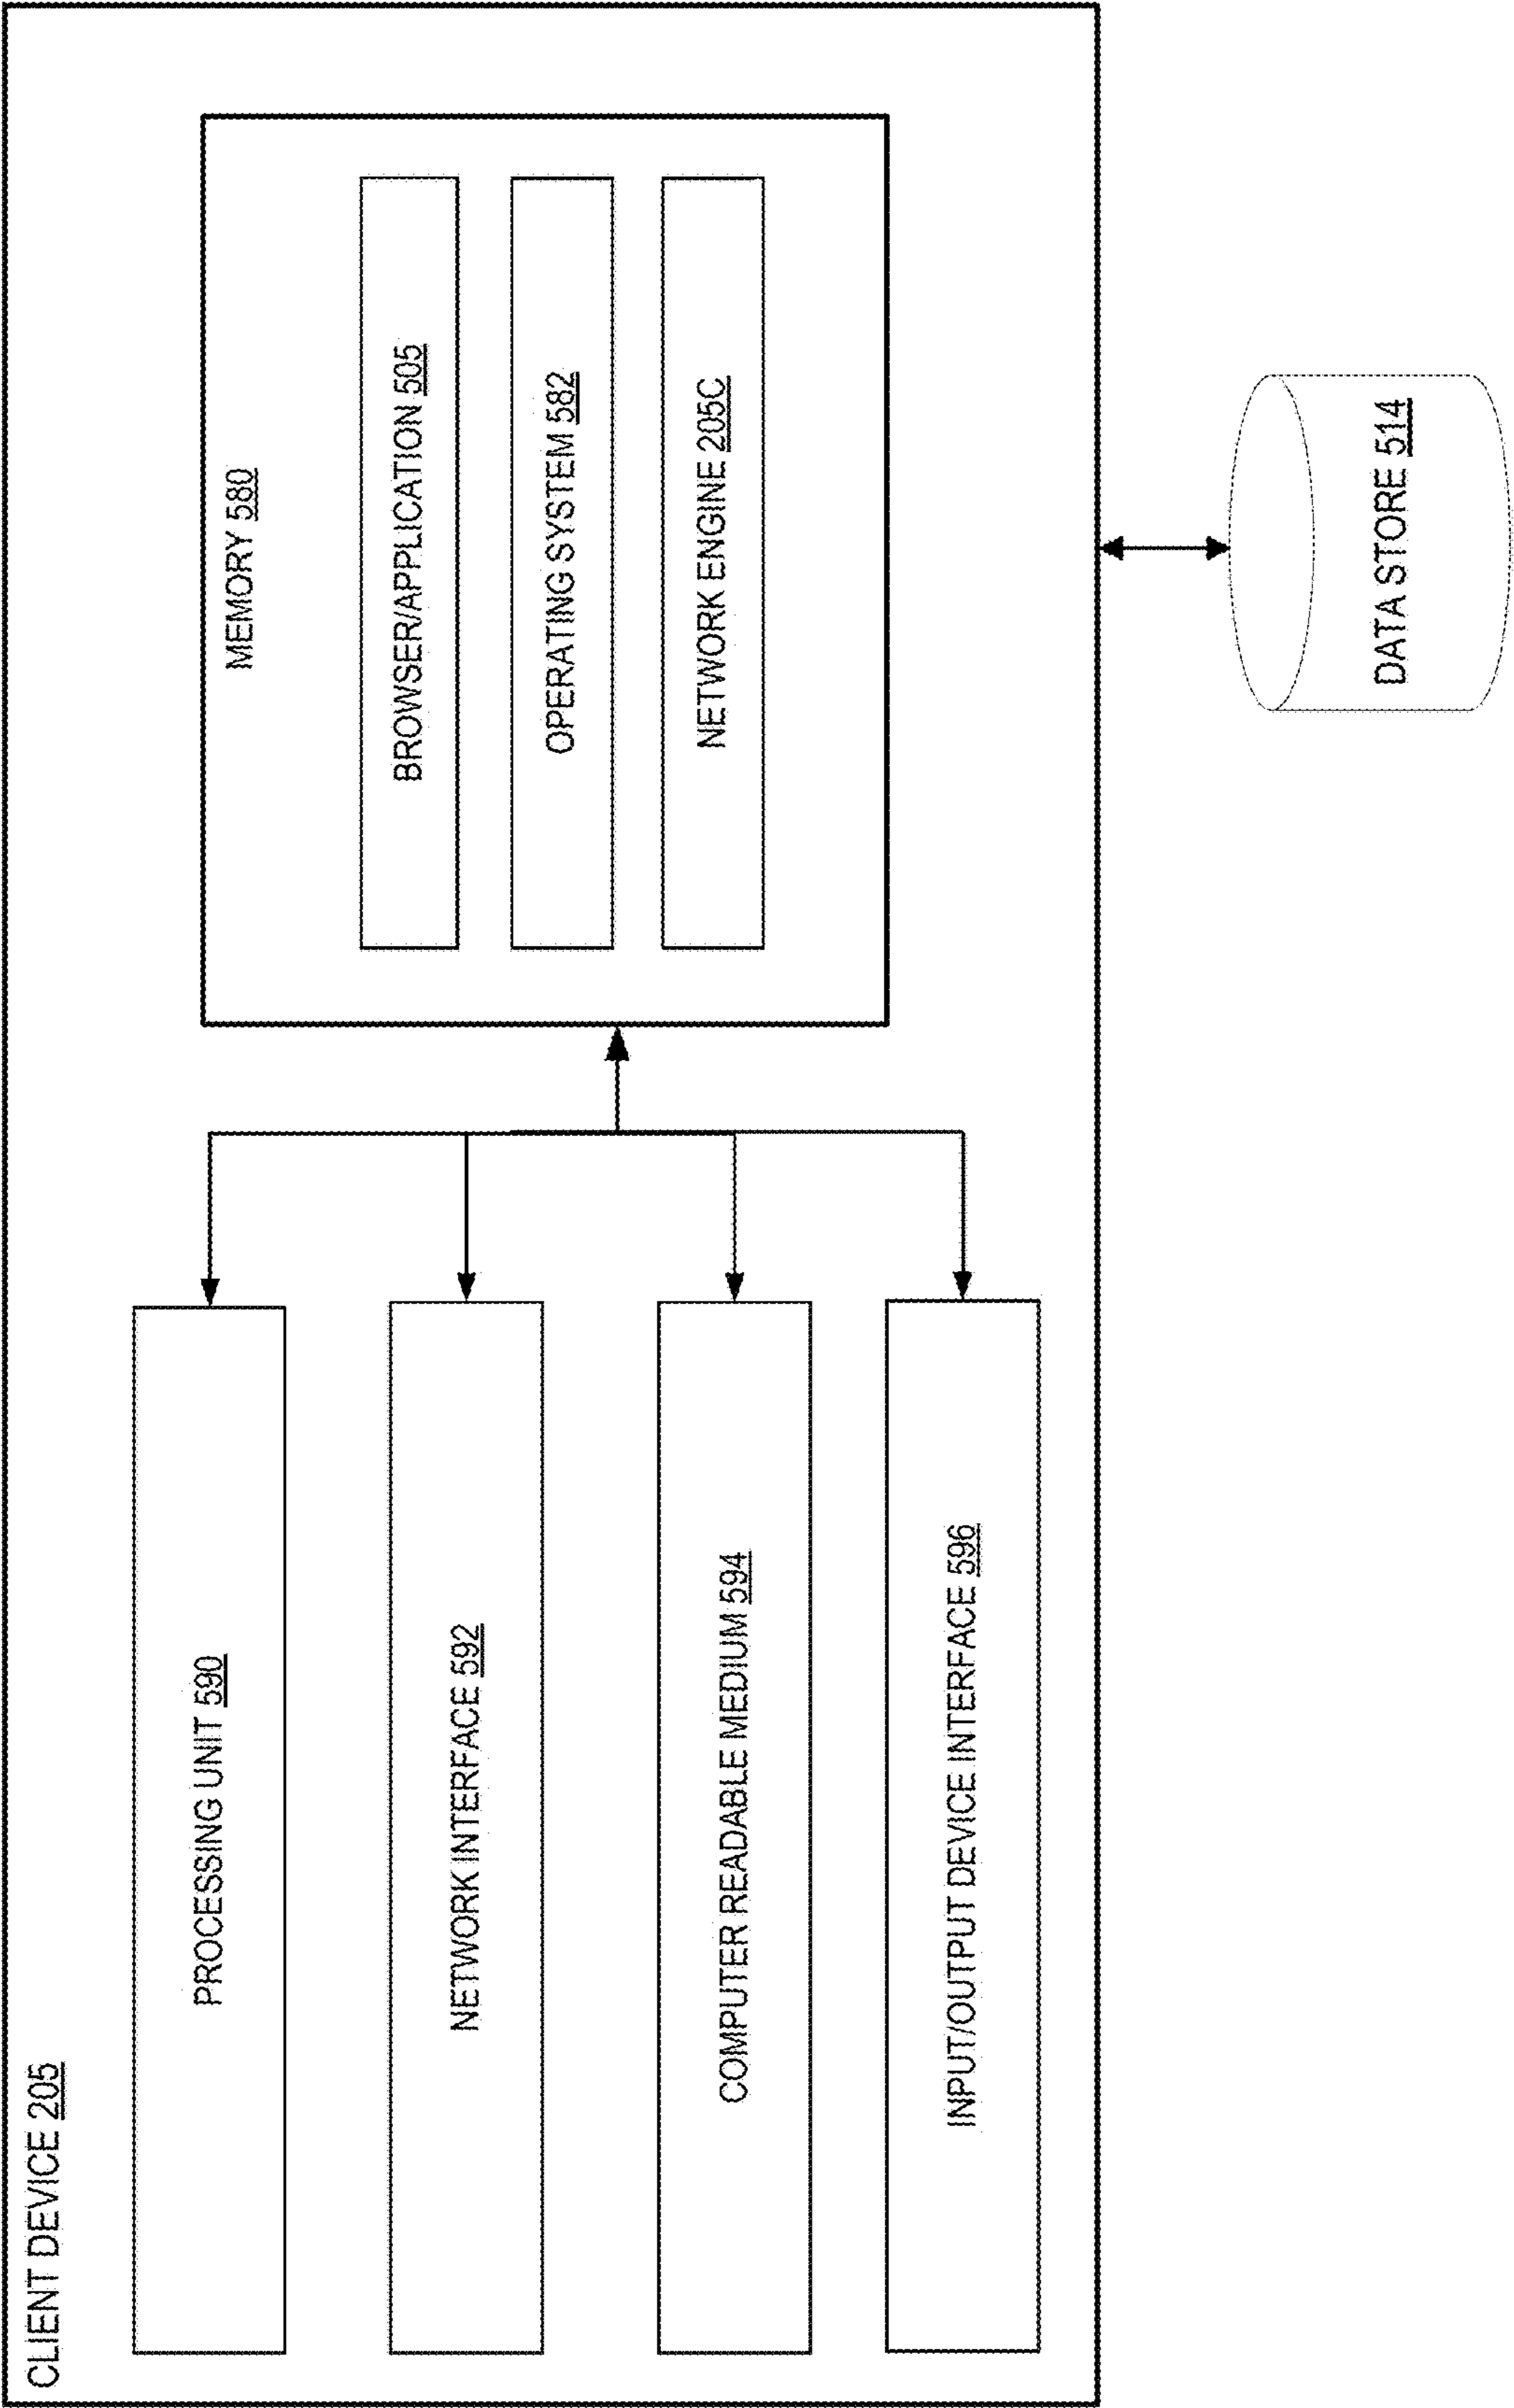 CLIENT DEVICE 205
PROCESSING UNIT 590
NETWORK INTERFACE 592
COMPUTER READABLE MEDIUM 594
INPUT/OUTPUT DEVICE INTERFACE 596
MEMORY 580
BROWSER/APPLICATION 505
OPERATING SYSTEM 582
NETWORK ENGINE 205C
DATA STORE 514